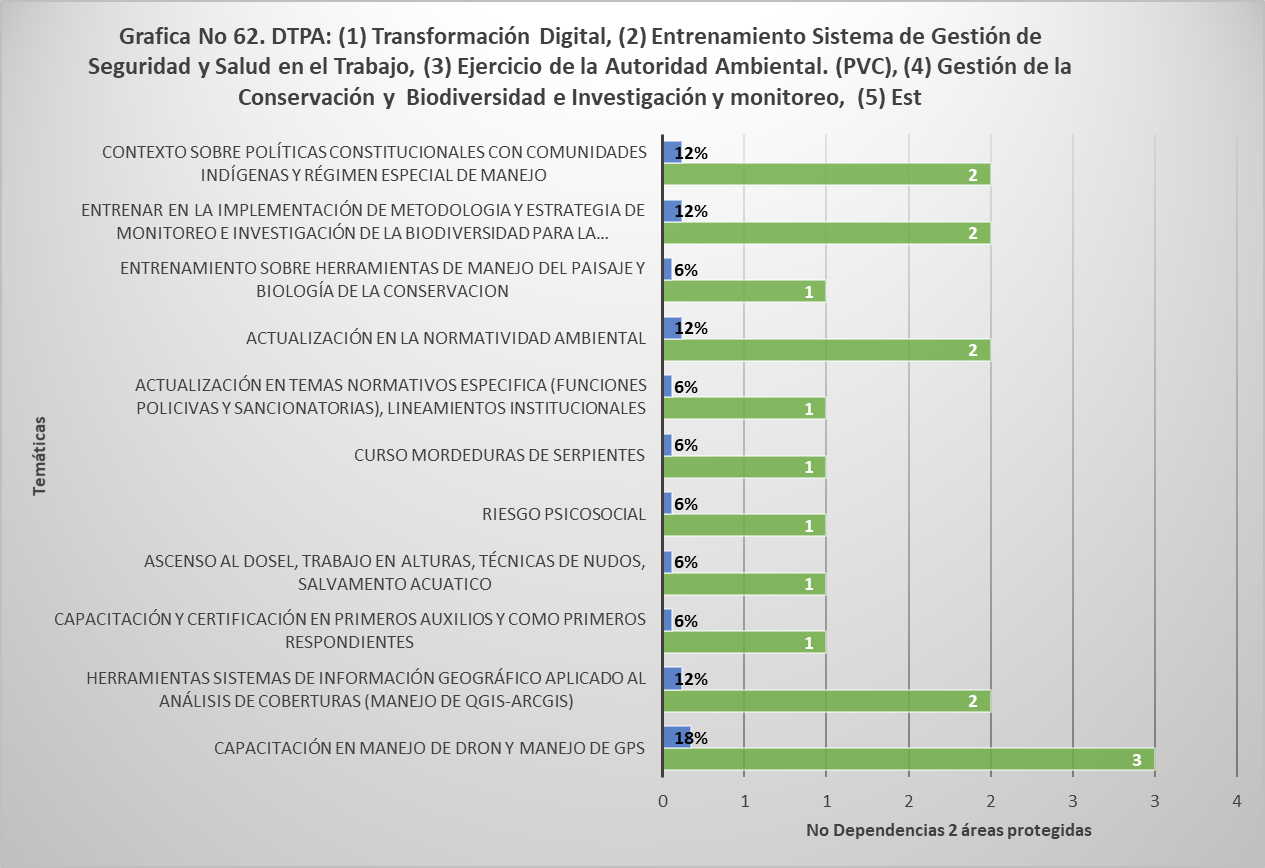 Grafica No 62. DTPA: (1) Transformación Digital, (2) Entrenamiento Sistema de Gestión de
Seguridad y Salud en el Trabajo, (3) Ejercicio de la Autoridad Ambiental. (PVC), (4) Gestión de la
Conservación y Biodiversidad e Investigación y monitoreo, (5) Est
CONTEXTO SOBRE POLÍTICAS CONSTITUCIONALES CON COMUNIDADES
INDÍGENAS Y RÉGIMEN ESPECIAL DE MANEJO
12%
2
ENTRENAR EN LA IMPLEMENTACIÓN DE METODOLOGIA Y ESTRATEGIA DE
MONITOREO E INVESTIGACIÓN DE LA BIODIVERSIDAD PARA LA…
12%
2
ENTRENAMIENTO SOBRE HERRAMIENTAS DE MANEJO DEL PAISAJE Y
BIOLOGÍA DE LA CONSERVACION
6%
1
ACTUALIZACIÓN EN LA NORMATIVIDAD AMBIENTAL
12%
2
ACTUALIZACIÓN EN TEMAS NORMATIVOS ESPECIFICA (FUNCIONES
POLICIVAS Y SANCIONATORIAS), LINEAMIENTOS INSTITUCIONALES
6%
1
CURSO MORDEDURAS DE SERPIENTES
6%
1
RIESGO PSICOSOCIAL
6%
1
ASCENSO AL DOSEL, TRABAJO EN ALTURAS, TÉCNICAS DE NUDOS,
SALVAMENTO ACUATICO
6%
1
CAPACITACIÓN Y CERTIFICACIÓN EN PRIMEROS AUXILIOS Y COMO PRIMEROS
RESPONDIENTES
6%
1
HERRAMIENTAS SISTEMAS DE INFORMACIÓN GEOGRÁFICO APLICADO AL
ANÁLISIS DE COBERTURAS (MANEJO DE QGIS-ARCGIS)
12%
2
CAPACITACIÓN EN MANEJO DE DRON Y MANEJO DE GPS
18%
3
Temáticas
0 1 1 2 2 3 3 4
No Dependencias 2 áreas protegidas